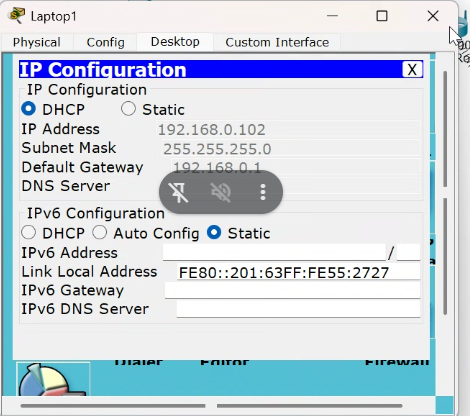 Laptop1
Physical Config Desktop Custom Interface
IP Configuration X
IP Configuration
DHCP Static
IP Address 192.168.0.102
Subnet Mask 255.255.255.0
Default Gateway 192.168.0.1
DNS Server
IPv6 Configuration
DHCP Auto Config Static
IPv6 Address /
Link Local Address FE80::201:63FF:FE55:2727
IPv6 Gateway
IPv6 DNS Server
Dialer Editor Firewall